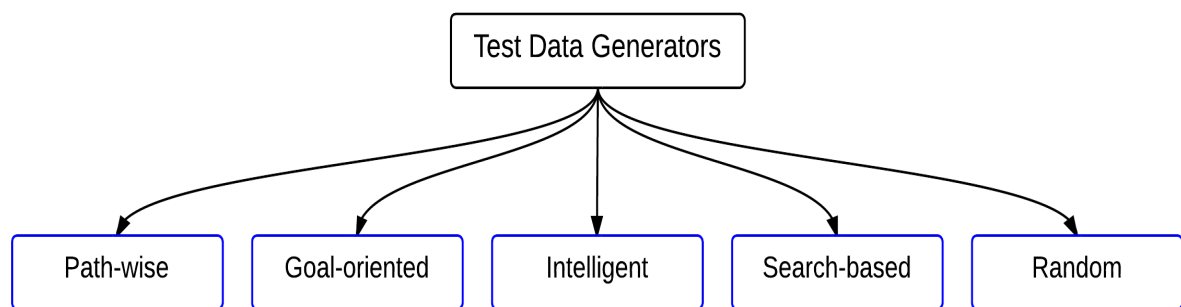 Test Data Generators
Path-wise
Goal-oriented
Intelligent
Search-based
Random